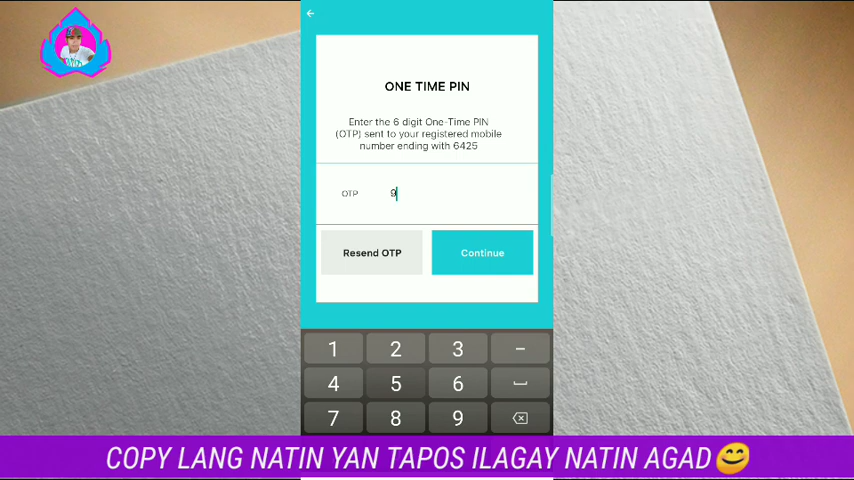 ONE TIME PIN
Enter the 6 digit One-Time PIN
(OTP) sent to your registered mobile
number ending with 6425
OTP 9
Resend OTP Continue
1 2 3 –
4 5 6
7 8 9
COPY LANG NATIN YAN TAPOS ILAGAY NATIN AGAD😊